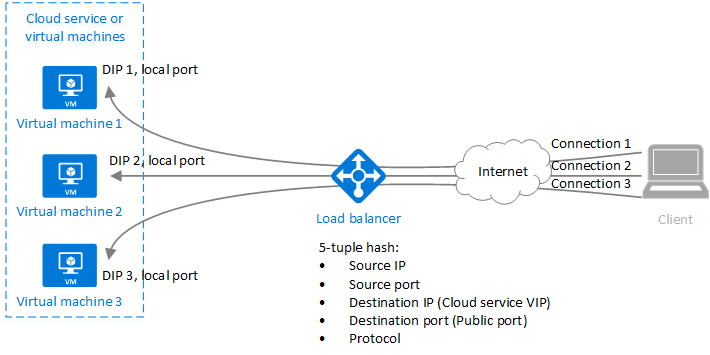 Cloud service or
virtual machines
DIP 1, local port
VM
Virtual machine 1
DIP 2, local port
VM
Virtual machine 2
DIP 3, local port
VM
Virtual machine 3
Load balancer
Internet
Connection 1
Connection 2
Connection 3
Client
5-tuple hash:
• Source IP
• Source port
• Destination IP (Cloud service VIP)
• Destination port (Public port)
• Protocol